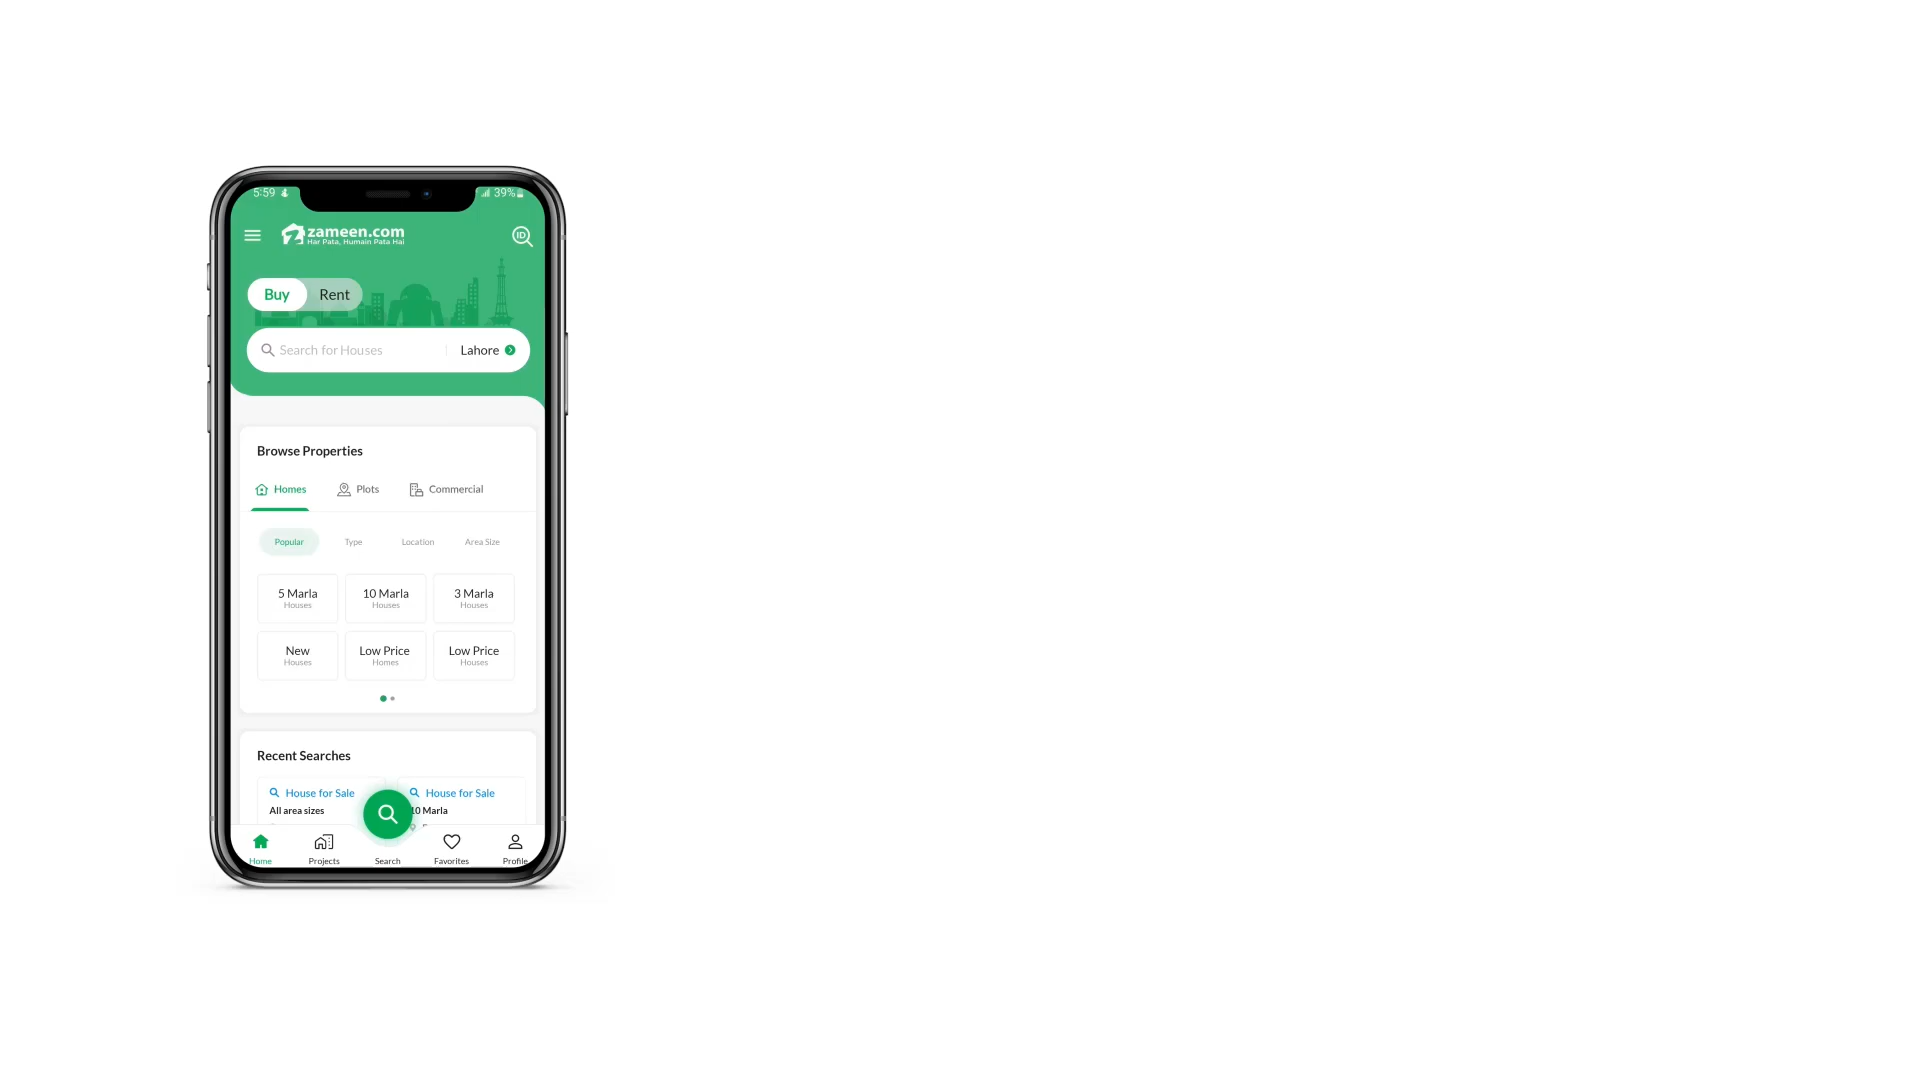 5:59
39%
zameen.com
Har Pata, Humain Pata Hai
ID
Buy Rent
Search for Houses Lahore
Browse Properties
Homes Plots Commercial
Popular Type Location Area Size
5 Marla 10 Marla 3 Marla
Houses Houses Houses
New Low Price Low Price
Houses Homes Houses
Recent Searches
House for Sale House for Sale
All area sizes 10 Marla
Home Projects Search Favorites Profile